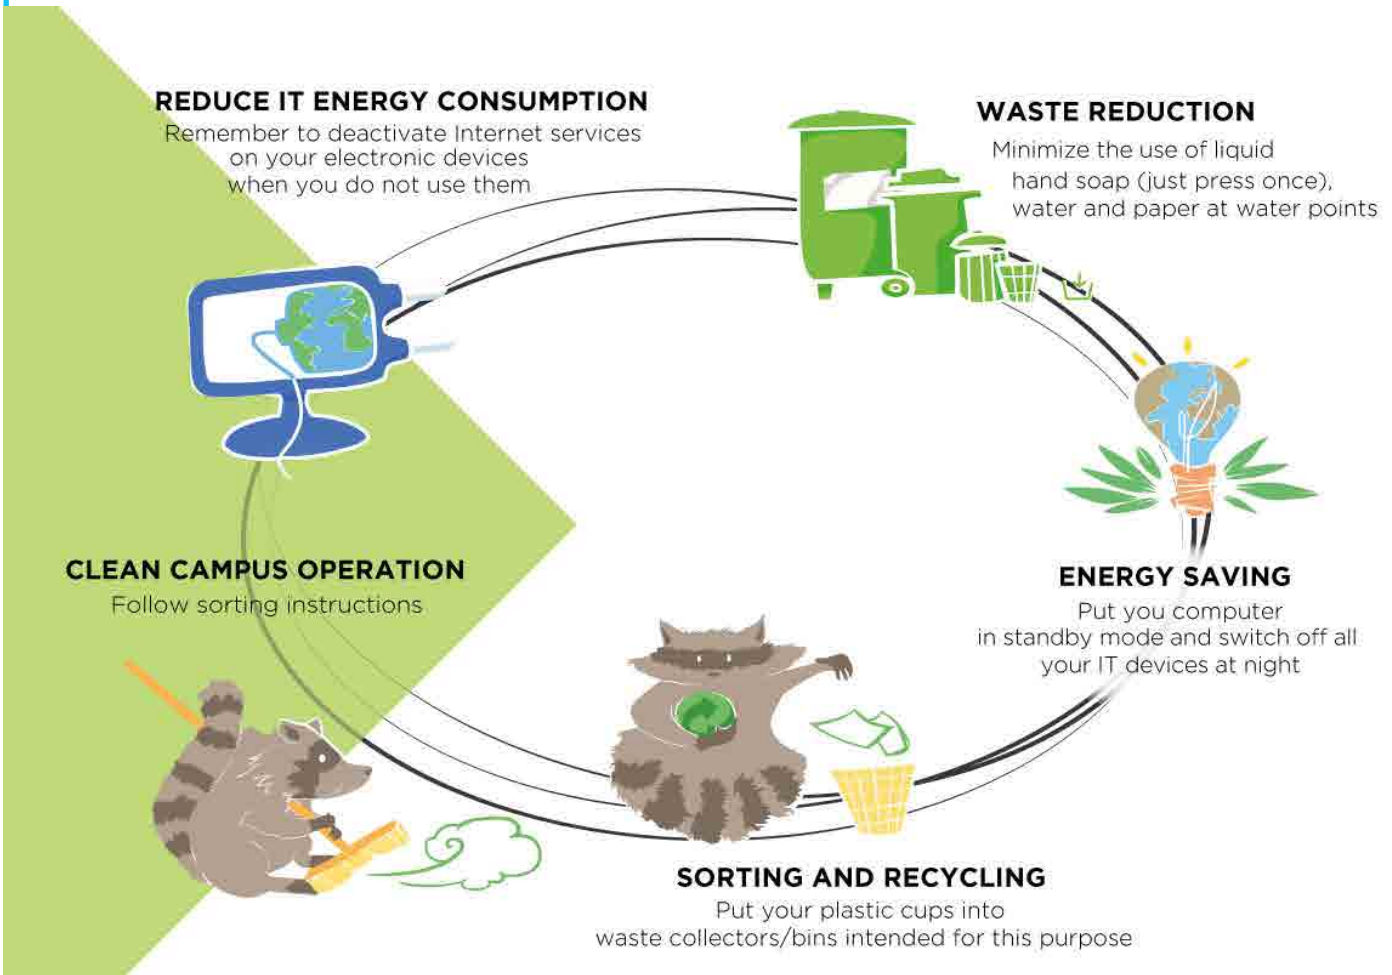 REDUCE IT ENERGY CONSUMPTION
Remember to deactivate Internet services
on your electronic devices
when you do not use them
WASTE REDUCTION
Minimize the use of liquid
hand soap (just press once),
water and paper at water points
ENERGY SAVING
Put you computer
in standby mode and switch off all
your IT devices at night
CLEAN CAMPUS OPERATION
Follow sorting instructions
SORTING AND RECYCLING
Put your plastic cups into
waste collectors/bins intended for this purpose